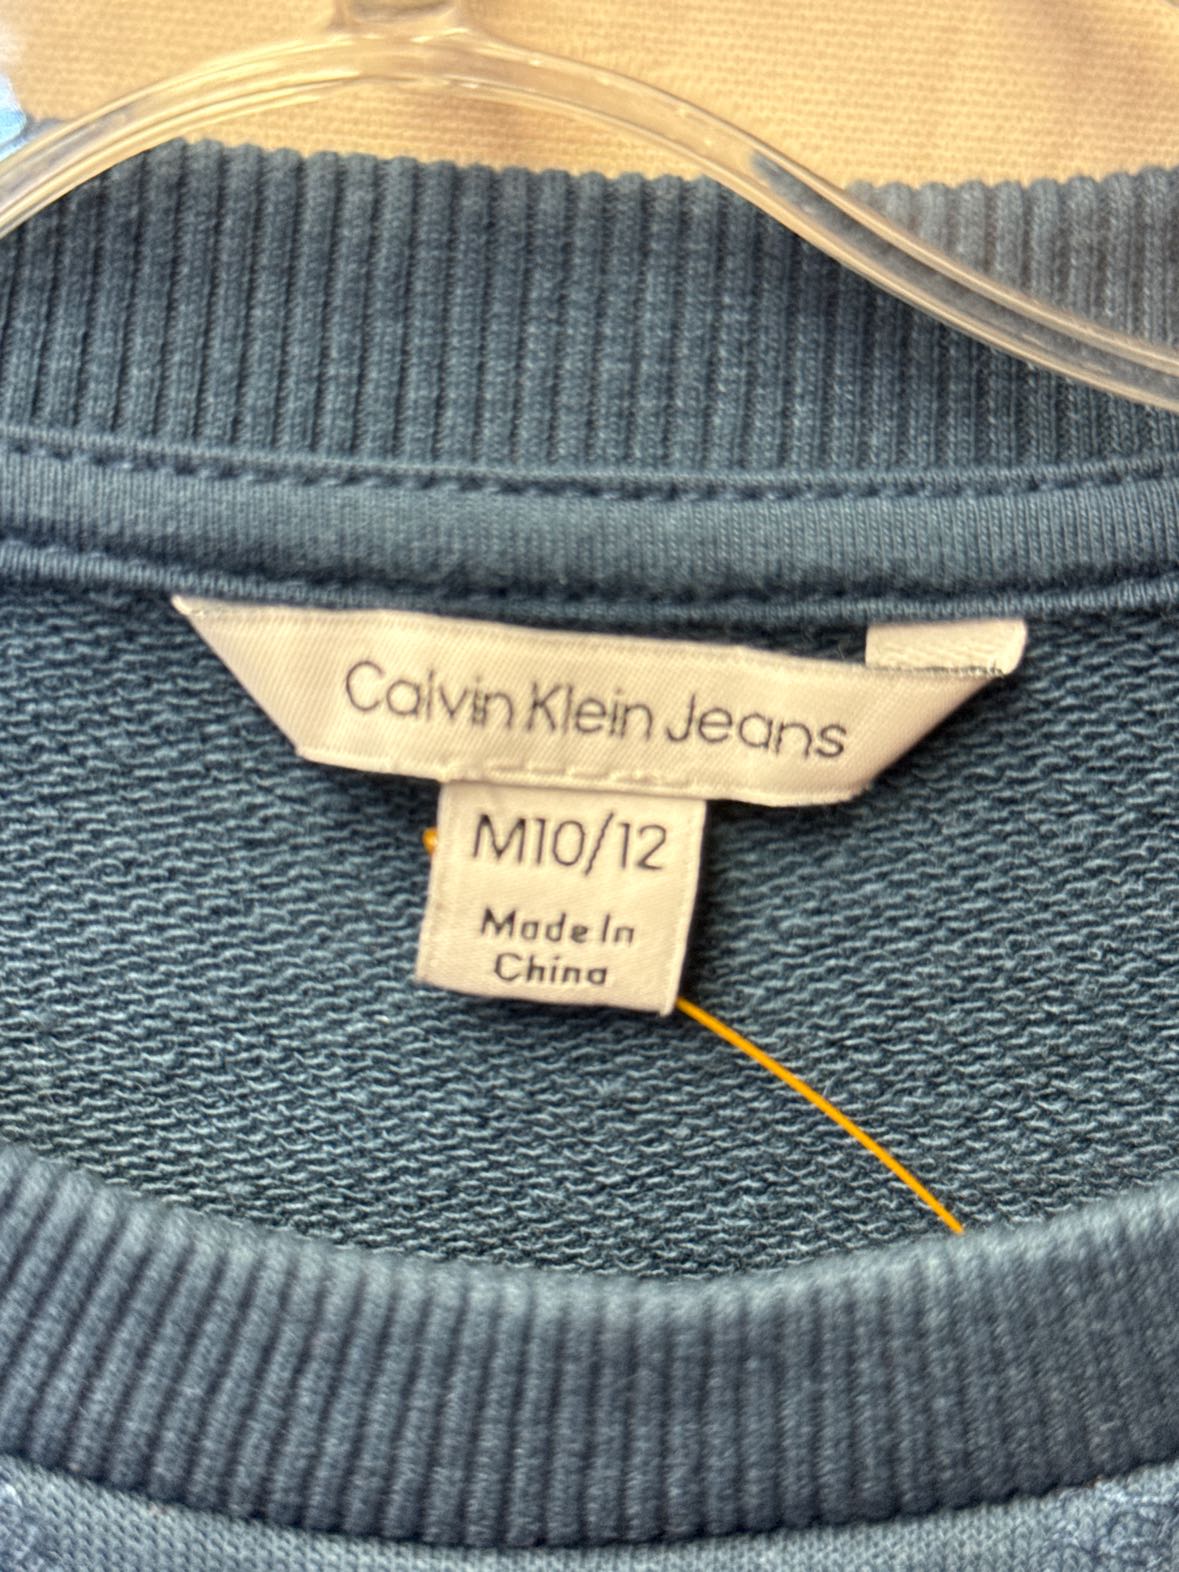 Calvin Klein Jeans
M10/12
Made In
China